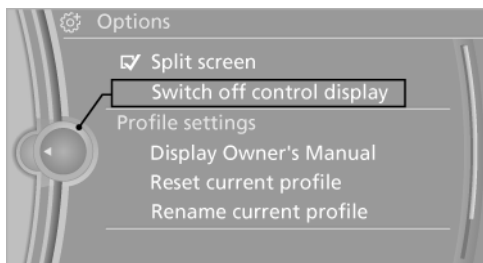 Options
Split screen
Switch off control display
Profile settings
Display Owner's Manual
Reset current profile
Rename current profile